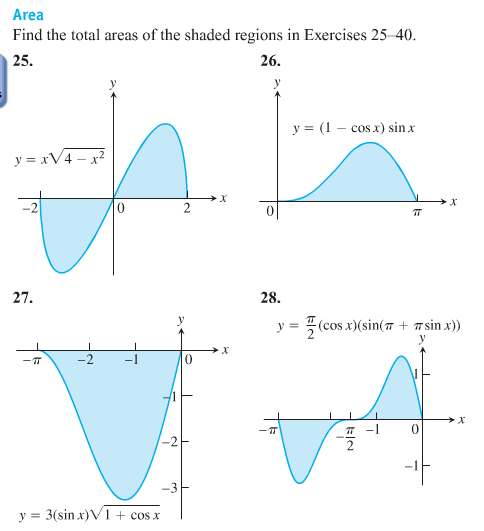 Area
Find the total areas of the shaded regions in Exercises 25–40.
25.
26.
y
y
y = (1 − cos x) sin x
y = x√4 − x²
x
x
−2
0
2
0
π
27.
28.
y = π/2 (cos x)(sin(π + π sin x))
y
y
x
−π
−2
−1
0
1
−1
x
−π
−π/2
−1
0
−2
−1
−3
y = 3(sin x)√1 + cos x